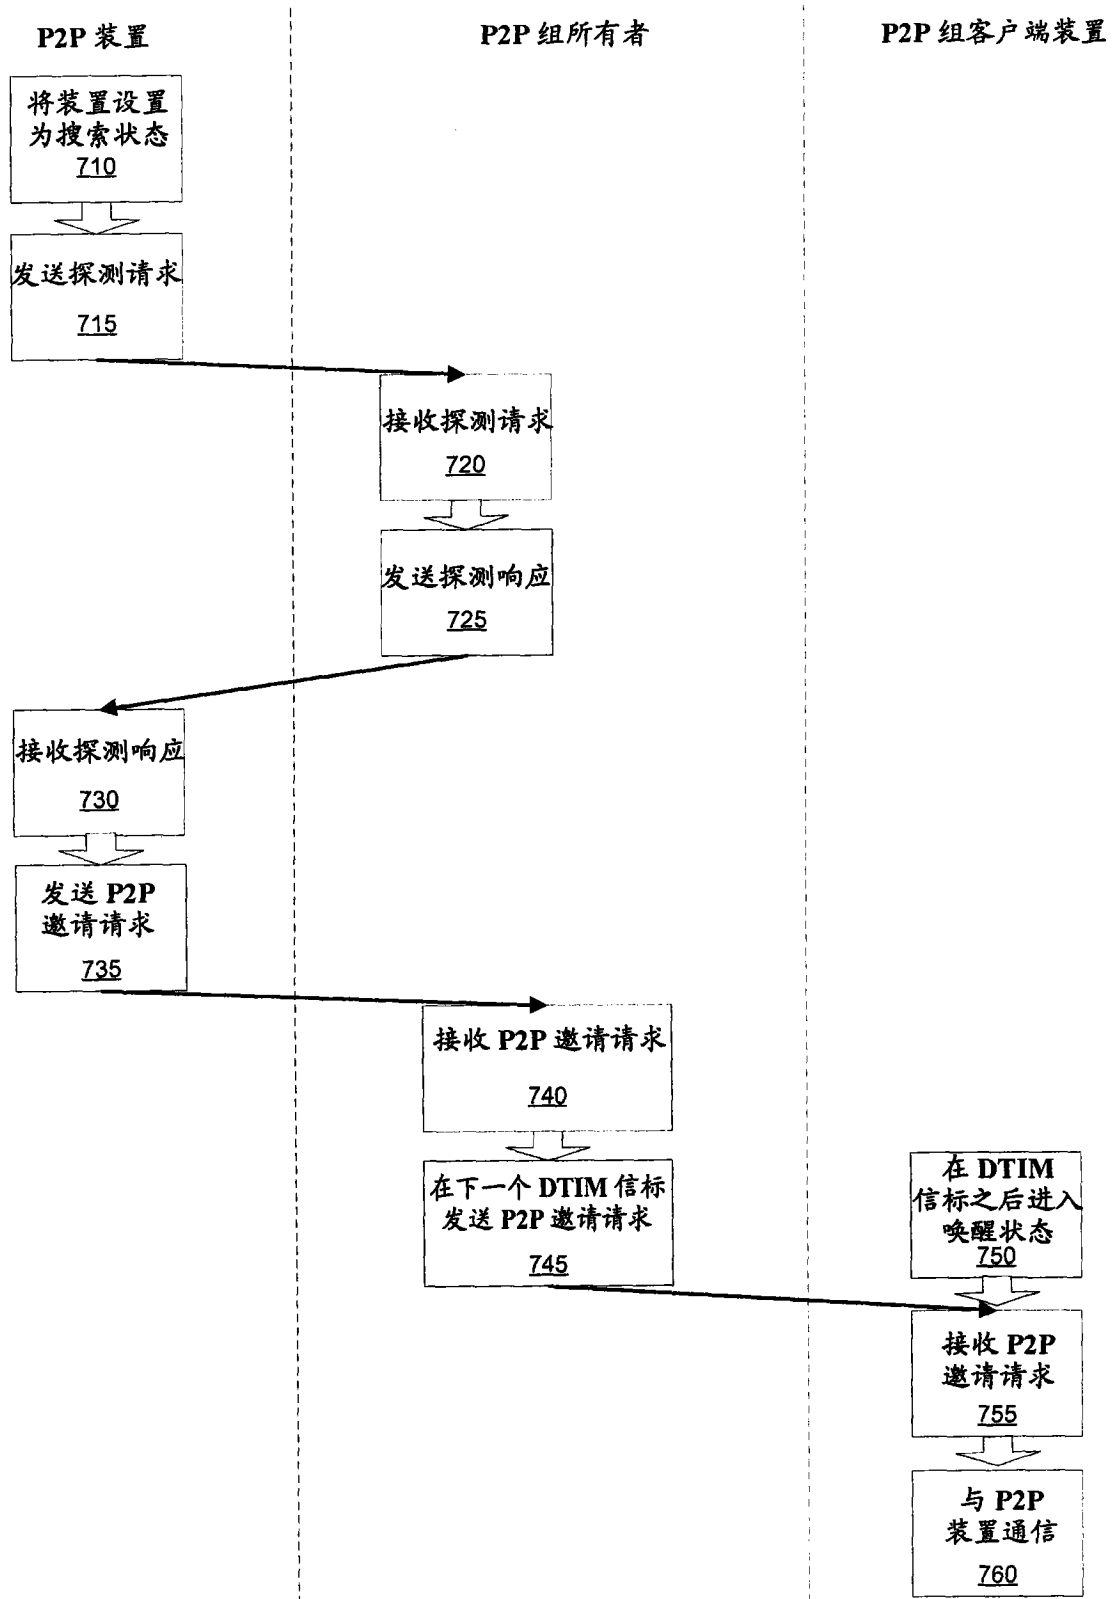 P2P 装置
P2P 组所有者
P2P 组客户端装置
将装置设置
为搜索状态
710
发送探测请求
715
接收探测请求
720
发送探测响应
725
接收探测响应
730
发送 P2P
邀请请求
735
接收 P2P 邀请请求
740
在下一个 DTIM 信标
发送 P2P 邀请请求
745
在 DTIM
信标之后进入
唤醒状态
750
接收 P2P
邀请请求
755
与 P2P
装置通信
760